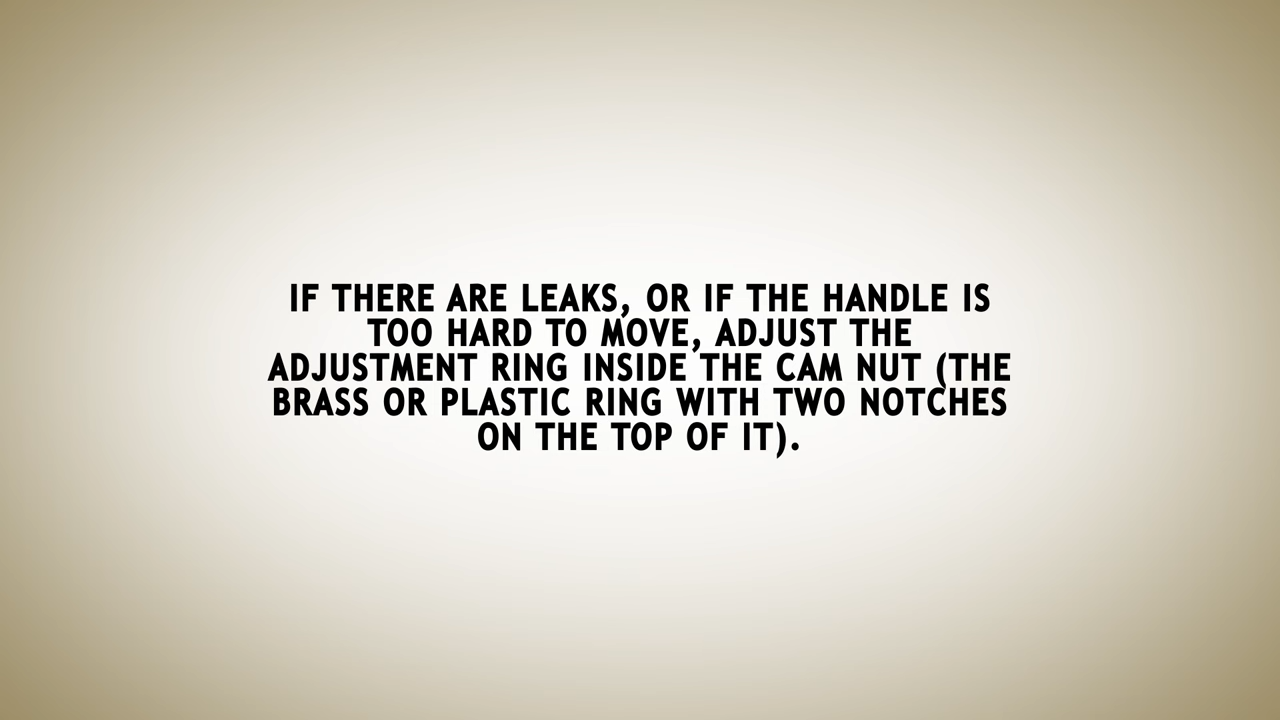 IF THERE ARE LEAKS, OR IF THE HANDLE IS
TOO HARD TO MOVE, ADJUST THE
ADJUSTMENT RING INSIDE THE CAM NUT (THE
BRASS OR PLASTIC RING WITH TWO NOTCHES
ON THE TOP OF IT).